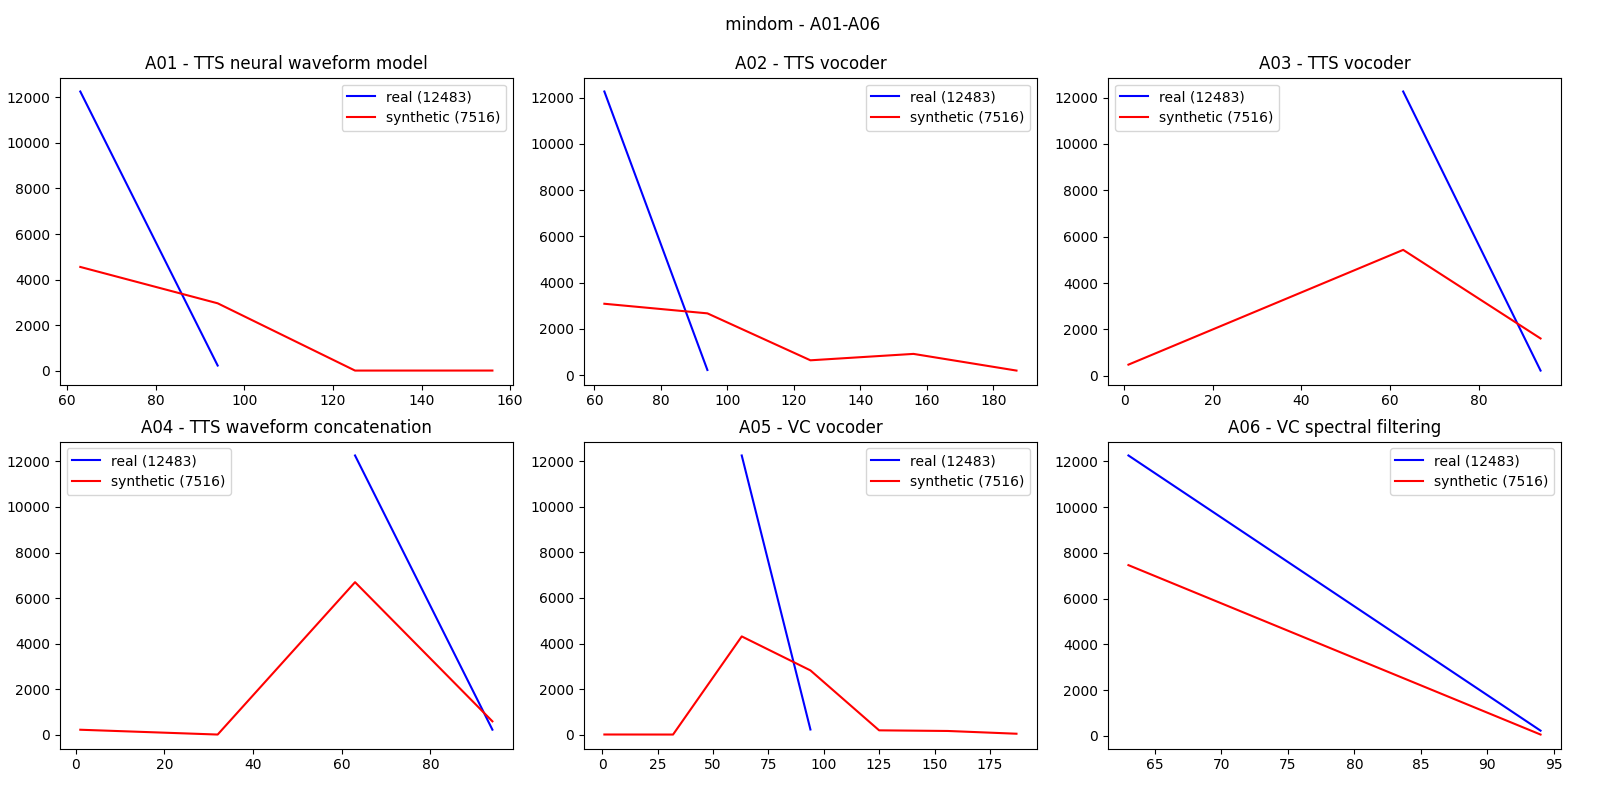 mindom - A01-A06
A01 - TTS neural waveform model
real (12483)
synthetic (7516)
12000
10000
8000
6000
4000
2000
0
60 80 100 120 140 160
A02 - TTS vocoder
real (12483)
synthetic (7516)
12000
10000
8000
6000
4000
2000
0
60 80 100 120 140 160 180
A03 - TTS vocoder
real (12483)
synthetic (7516)
12000
10000
8000
6000
4000
2000
0
0 20 40 60 80
A04 - TTS waveform concatenation
real (12483)
synthetic (7516)
12000
10000
8000
6000
4000
2000
0
0 20 40 60 80
A05 - VC vocoder
real (12483)
synthetic (7516)
12000
10000
8000
6000
4000
2000
0
0 25 50 75 100 125 150 175
A06 - VC spectral filtering
real (12483)
synthetic (7516)
12000
10000
8000
6000
4000
2000
0
65 70 75 80 85 90 95